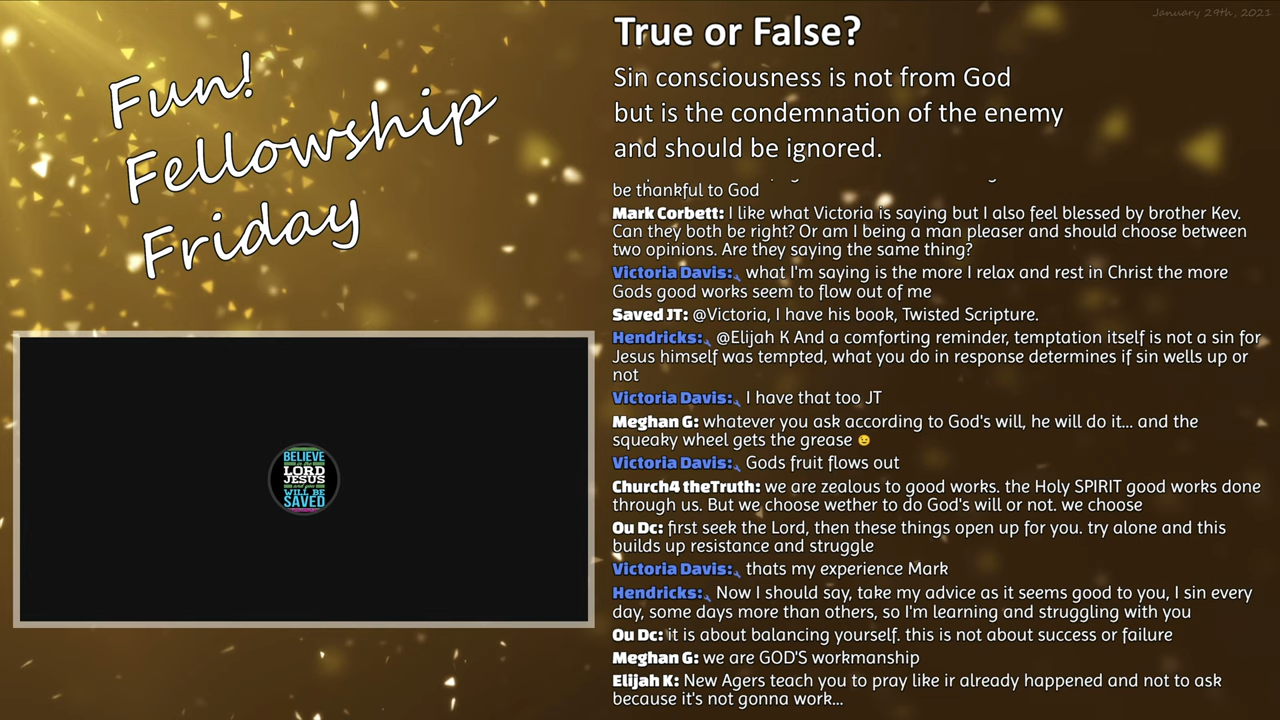 January 29th, 2021
Fun!
Fellowship
Friday
True or False?
Sin consciousness is not from God
but is the condemnation of the enemy
and should be ignored.
be thankful to God
Mark Corbett: I like what Victoria is saying but I also feel blessed by brother Kev.
Can they both be right? Or am I being a man pleaser and should choose between
two opinions. Are they saying the same thing?
Victoria Davis: what I'm saying is the more I relax and rest in Christ the more
Gods good works seem to flow out of me
Saved JT: @Victoria, I have his book, Twisted Scripture.
Hendricks: @Elijah K And a comforting reminder, temptation itself is not a sin for
Jesus himself was tempted, what you do in response determines if sin wells up or
not
Victoria Davis: I have that too JT
Meghan G: whatever you ask according to God's will, he will do it... and the
squeaky wheel gets the grease 😉
Victoria Davis: Gods fruit flows out
Church4 theTruth: we are zealous to good works. the Holy SPIRIT good works done
through us. But we choose wether to do God's will or not. we choose
Ou Dc: first seek the Lord, then these things open up for you. try alone and this
builds up resistance and struggle
Victoria Davis: thats my experience Mark
Hendricks: Now I should say, take my advice as it seems good to you, I sin every
day, some days more than others, so I'm learning and struggling with you
Ou Dc: it is about balancing yourself. this is not about success or failure
Meghan G: we are GOD'S workmanship
Elijah K: New Agers teach you to pray like ir already happened and not to ask
because it's not gonna work...
BELIEVE
LORD
JESUS
WILL BE
SAVED